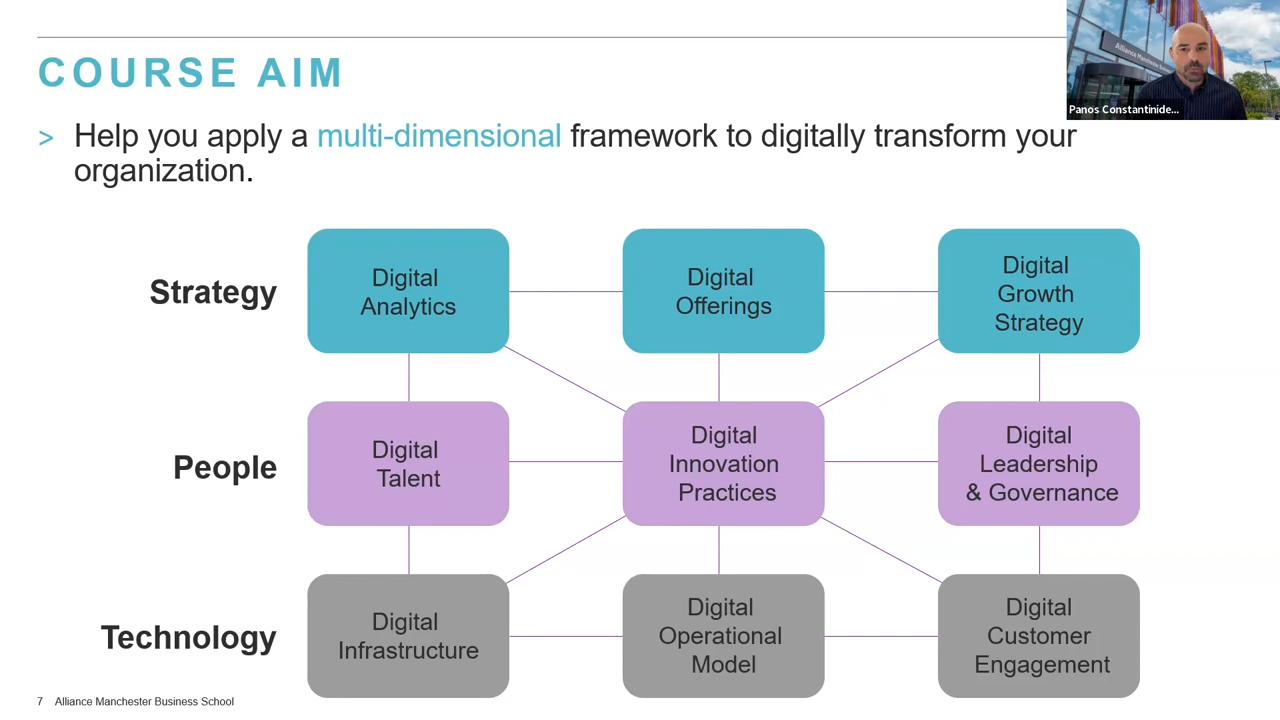 COURSE AIM
> Help you apply a multi-dimensional framework to digitally transform your
organization.
Alliance Manchester
Panos Constantinide...
Strategy
Digital
Analytics
Digital
Offerings
Digital
Growth
Strategy
People
Digital
Talent
Digital
Innovation
Practices
Digital
Leadership
& Governance
Technology
Digital
Infrastructure
Digital
Operational
Model
Digital
Customer
Engagement
7 Alliance Manchester Business School